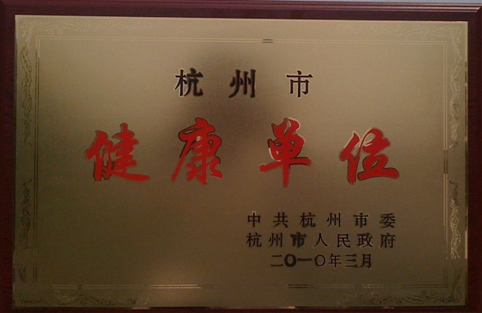 杭州市
健康单位
中共杭州市委
杭州市人民政府
二〇一〇年三月